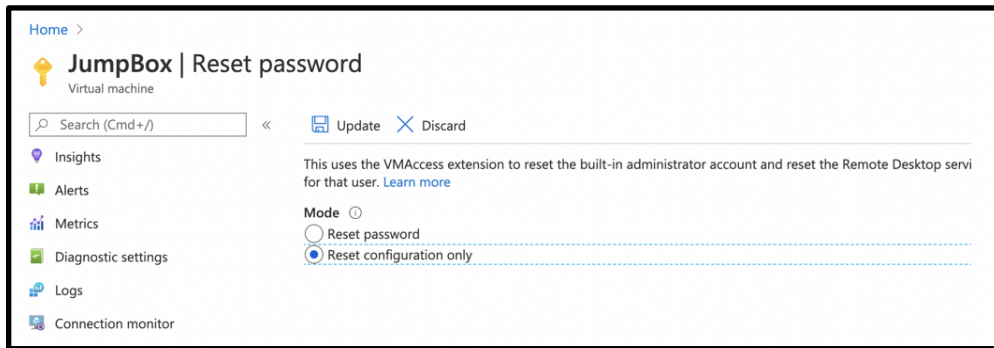 Home >
JumpBox | Reset password
Virtual machine
Search (Cmd+/)
«
Update
Discard
Insights
Alerts
Metrics
Diagnostic settings
Logs
Connection monitor
This uses the VMAccess extension to reset the built-in administrator account and reset the Remote Desktop servi
for that user. Learn more
Mode
Reset password
Reset configuration only